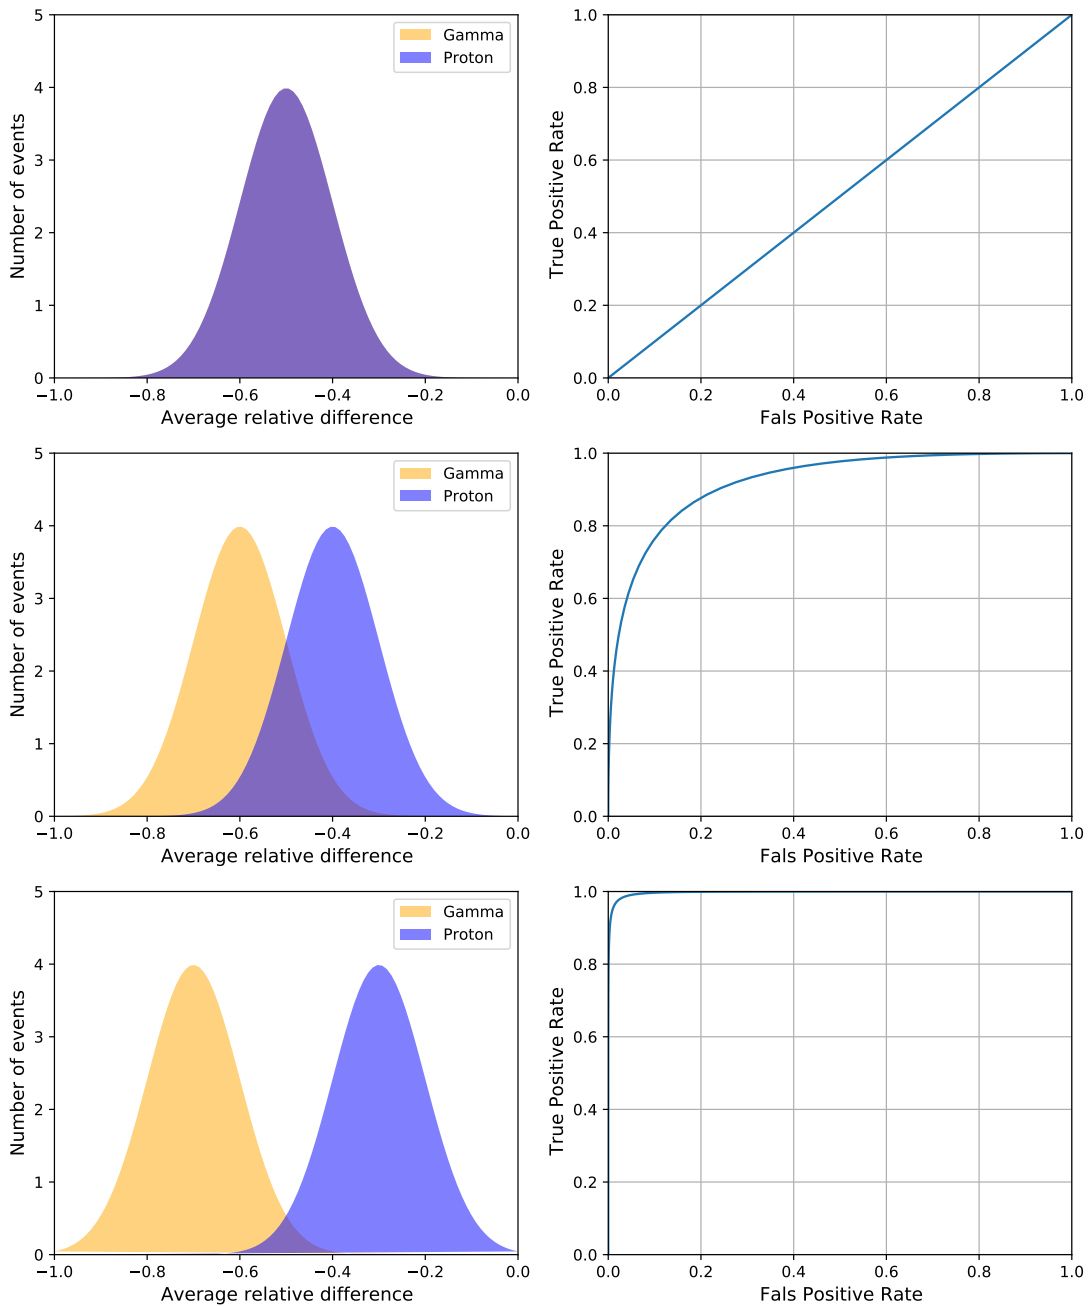 5
4
3
2
1
0
Number of events
Gamma
Proton
−1.0 −0.8 −0.6 −0.4 −0.2 0.0
Average relative difference
1.0
0.8
0.6
0.4
0.2
0.0
True Positive Rate
0.0 0.2 0.4 0.6 0.8 1.0
Fals Positive Rate
5
4
3
2
1
0
Number of events
Gamma
Proton
−1.0 −0.8 −0.6 −0.4 −0.2 0.0
Average relative difference
1.0
0.8
0.6
0.4
0.2
0.0
True Positive Rate
0.0 0.2 0.4 0.6 0.8 1.0
Fals Positive Rate
5
4
3
2
1
0
Number of events
Gamma
Proton
−1.0 −0.8 −0.6 −0.4 −0.2 0.0
Average relative difference
1.0
0.8
0.6
0.4
0.2
0.0
True Positive Rate
0.0 0.2 0.4 0.6 0.8 1.0
Fals Positive Rate